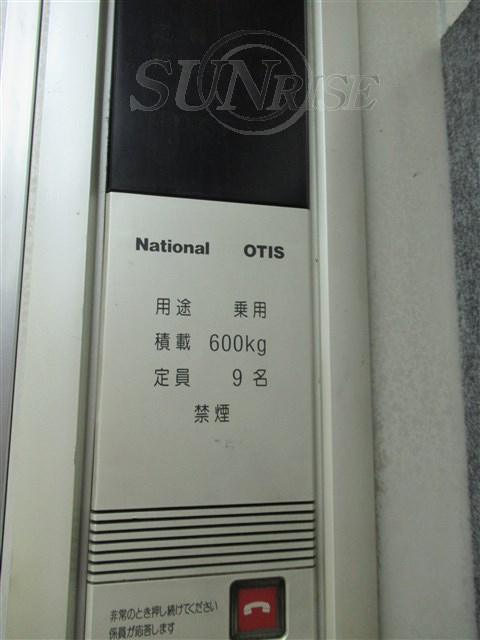 SUNRISE
National OTIS
用途 乗用
積載 600kg
定員 9名
禁煙
非常のとき押し続けてください
係員が応答します